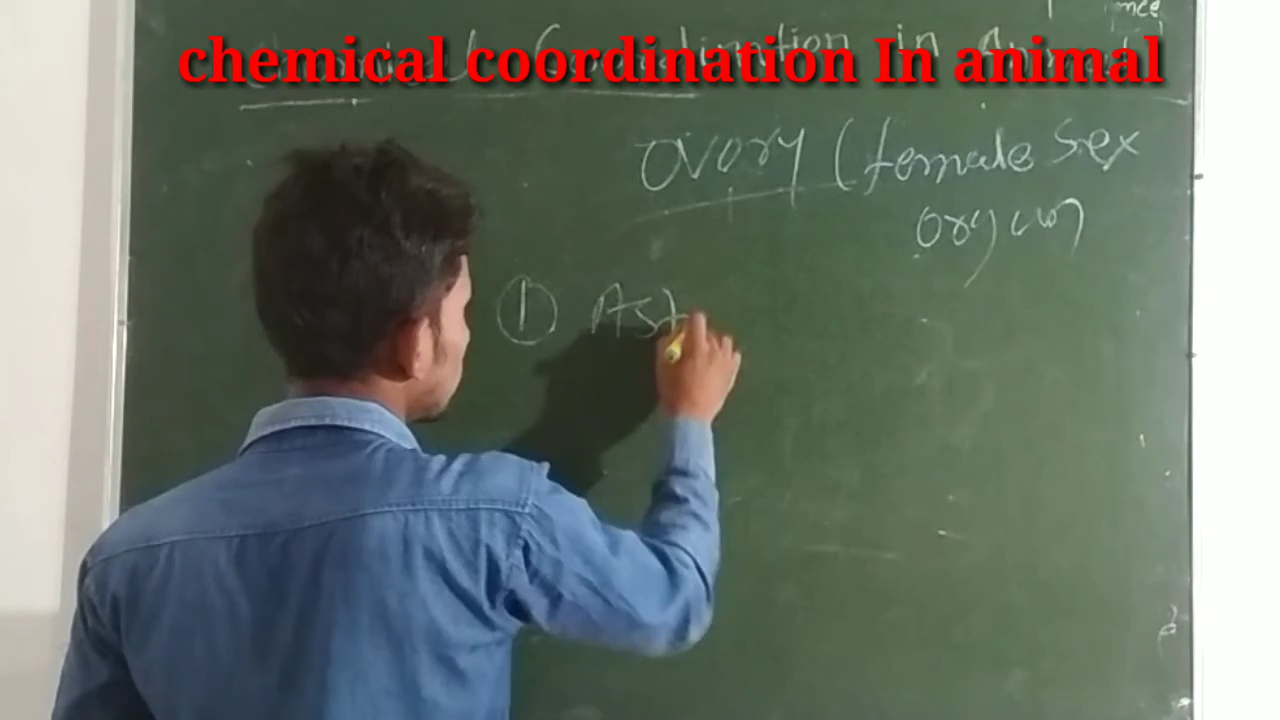 chemical coordination In animal
Ovary (female Sex
organ)
① Ast